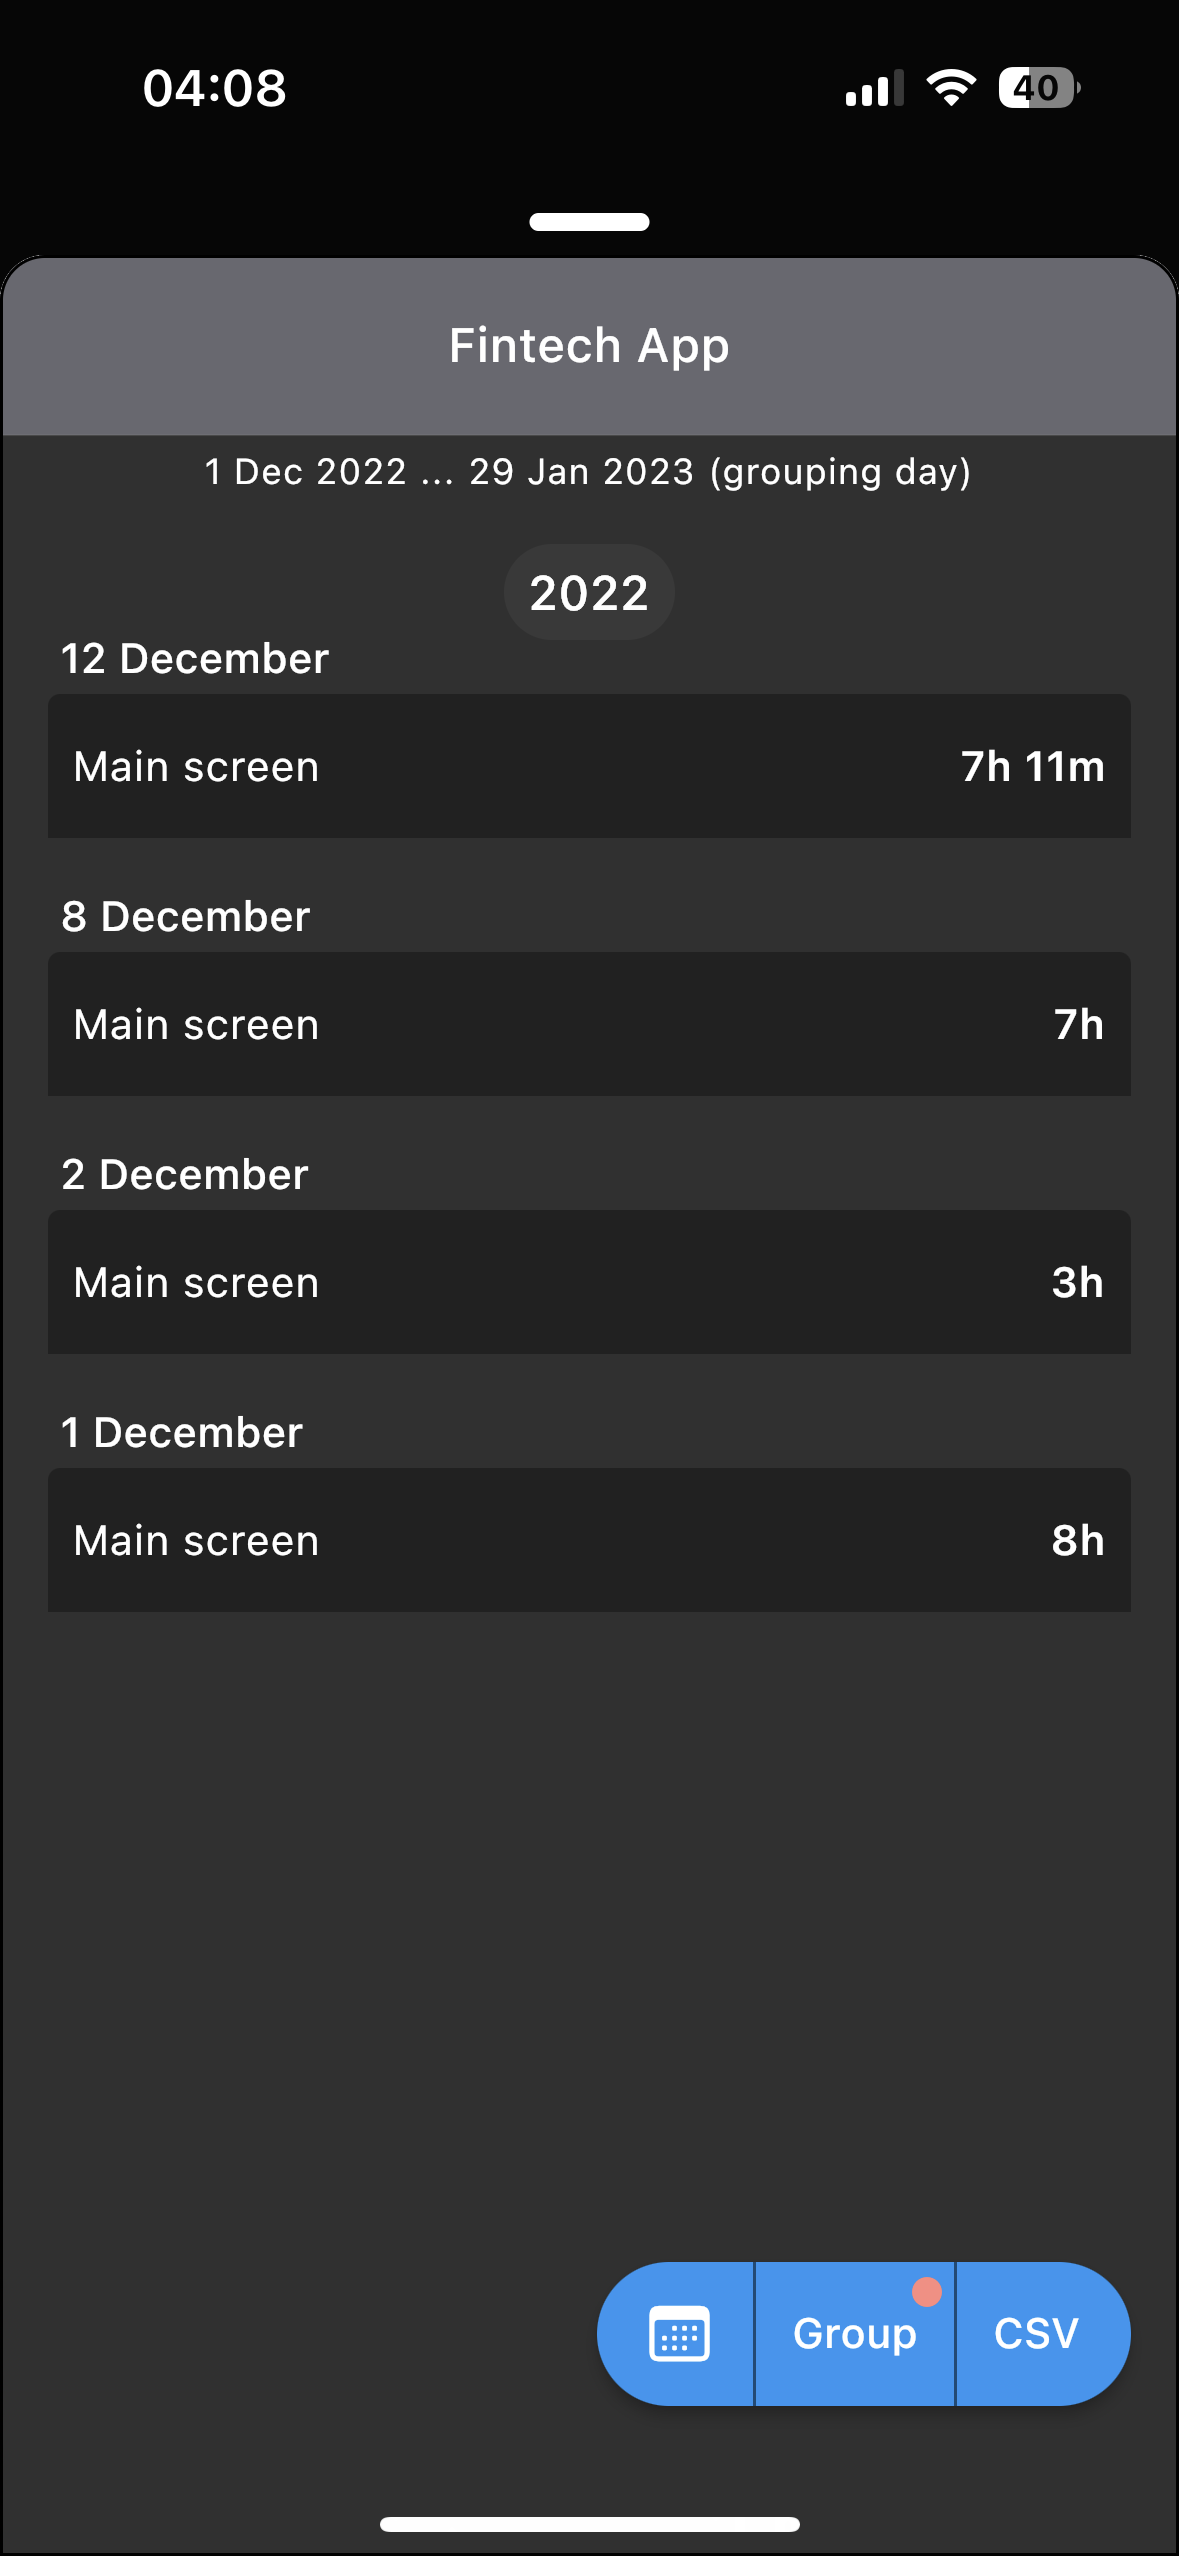 04:08
40
Fintech App
1 Dec 2022 ... 29 Jan 2023 (grouping day)
2022
12 December
Main screen 7h 11m
8 December
Main screen 7h
2 December
Main screen 3h
1 December
Main screen 8h
Group CSV